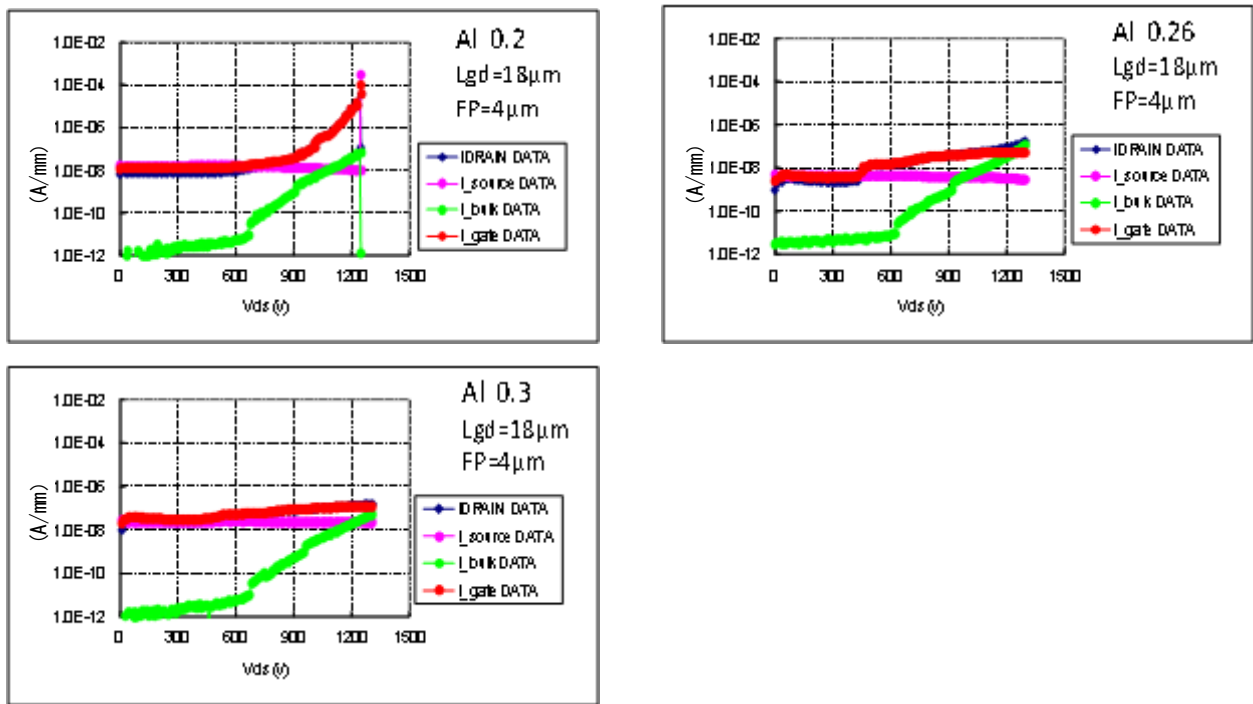 1.0E-02
1.0E-04
1.0E-06
1.0E-08
1.0E-10
1.0E-12
(A/mm)
0 300 600 900 1200 1500
Vds (v)
Al 0.2
Lgd=18μm
FP=4μm
IDRAIN DATA
I_source DATA
I_bulk DATA
I_gate DATA
1.0E-02
1.0E-04
1.0E-06
1.0E-08
1.0E-10
1.0E-12
(A/mm)
0 300 600 900 1200 1500
Vds (v)
Al 0.26
Lgd=18μm
FP=4μm
IDRAIN DATA
I_source DATA
I_bulk DATA
I_gate DATA
1.0E-02
1.0E-04
1.0E-06
1.0E-08
1.0E-10
1.0E-12
(A/mm)
0 300 600 900 1200 1500
Vds (v)
Al 0.3
Lgd=18μm
FP=4μm
IDRAIN DATA
I_source DATA
I_bulk DATA
I_gate DATA